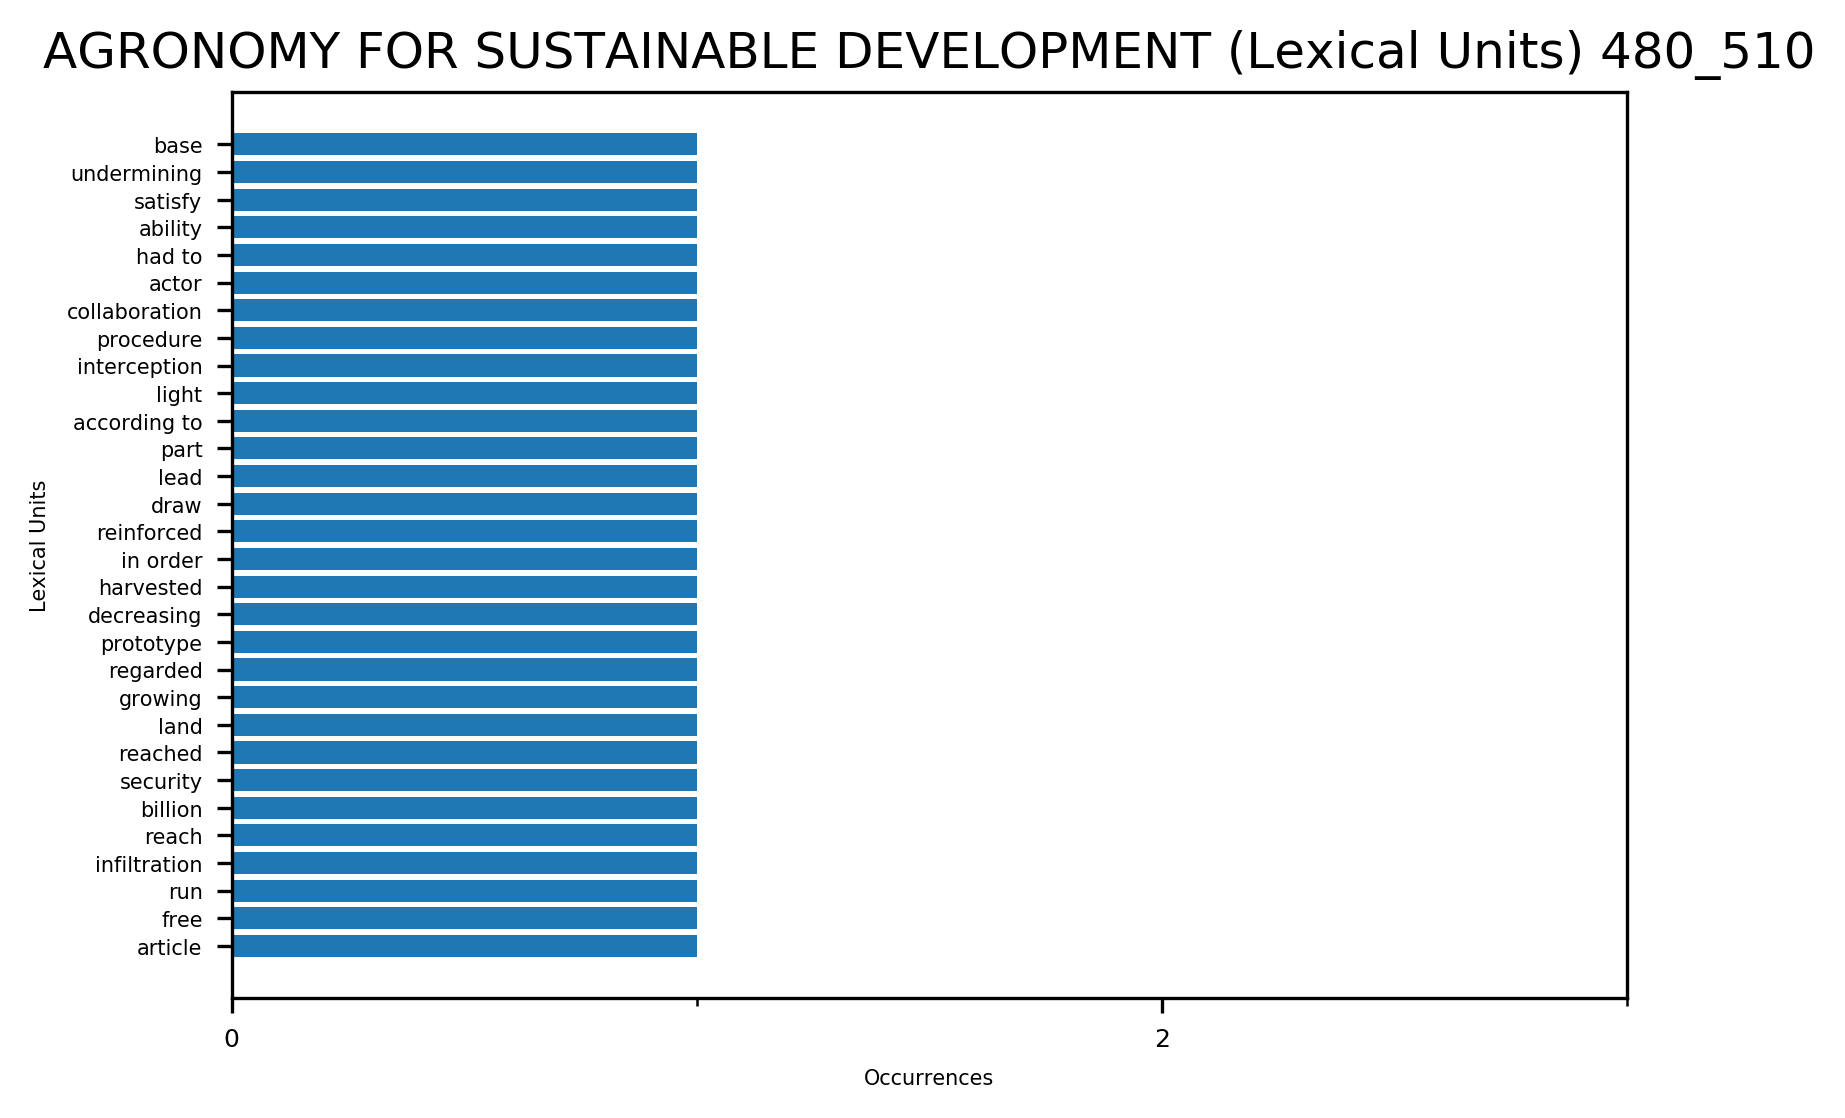 AGRONOMY FOR SUSTAINABLE DEVELOPMENT (Lexical Units) 480_510
base
undermining
satisfy
ability
had to
actor
collaboration
procedure
interception
light
according to
part
lead
draw
reinforced
in order
harvested
decreasing
prototype
regarded
growing
land
reached
security
billion
reach
infiltration
run
free
article
Lexical Units
0 2
Occurrences